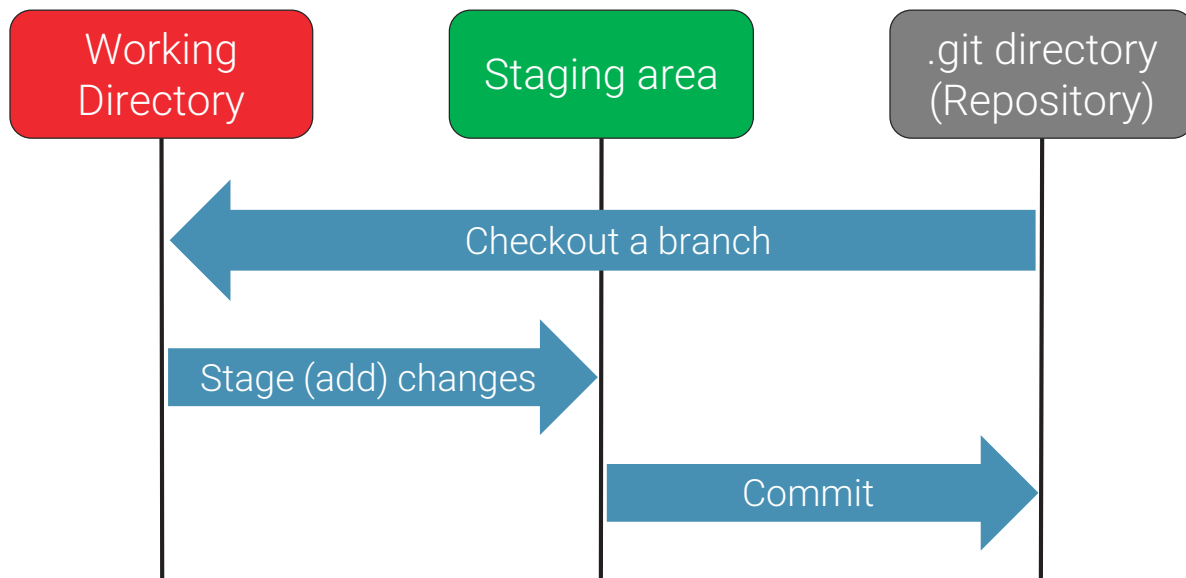 Working
Directory
Staging area
.git directory
(Repository)
Checkout a branch
Stage (add) changes
Commit